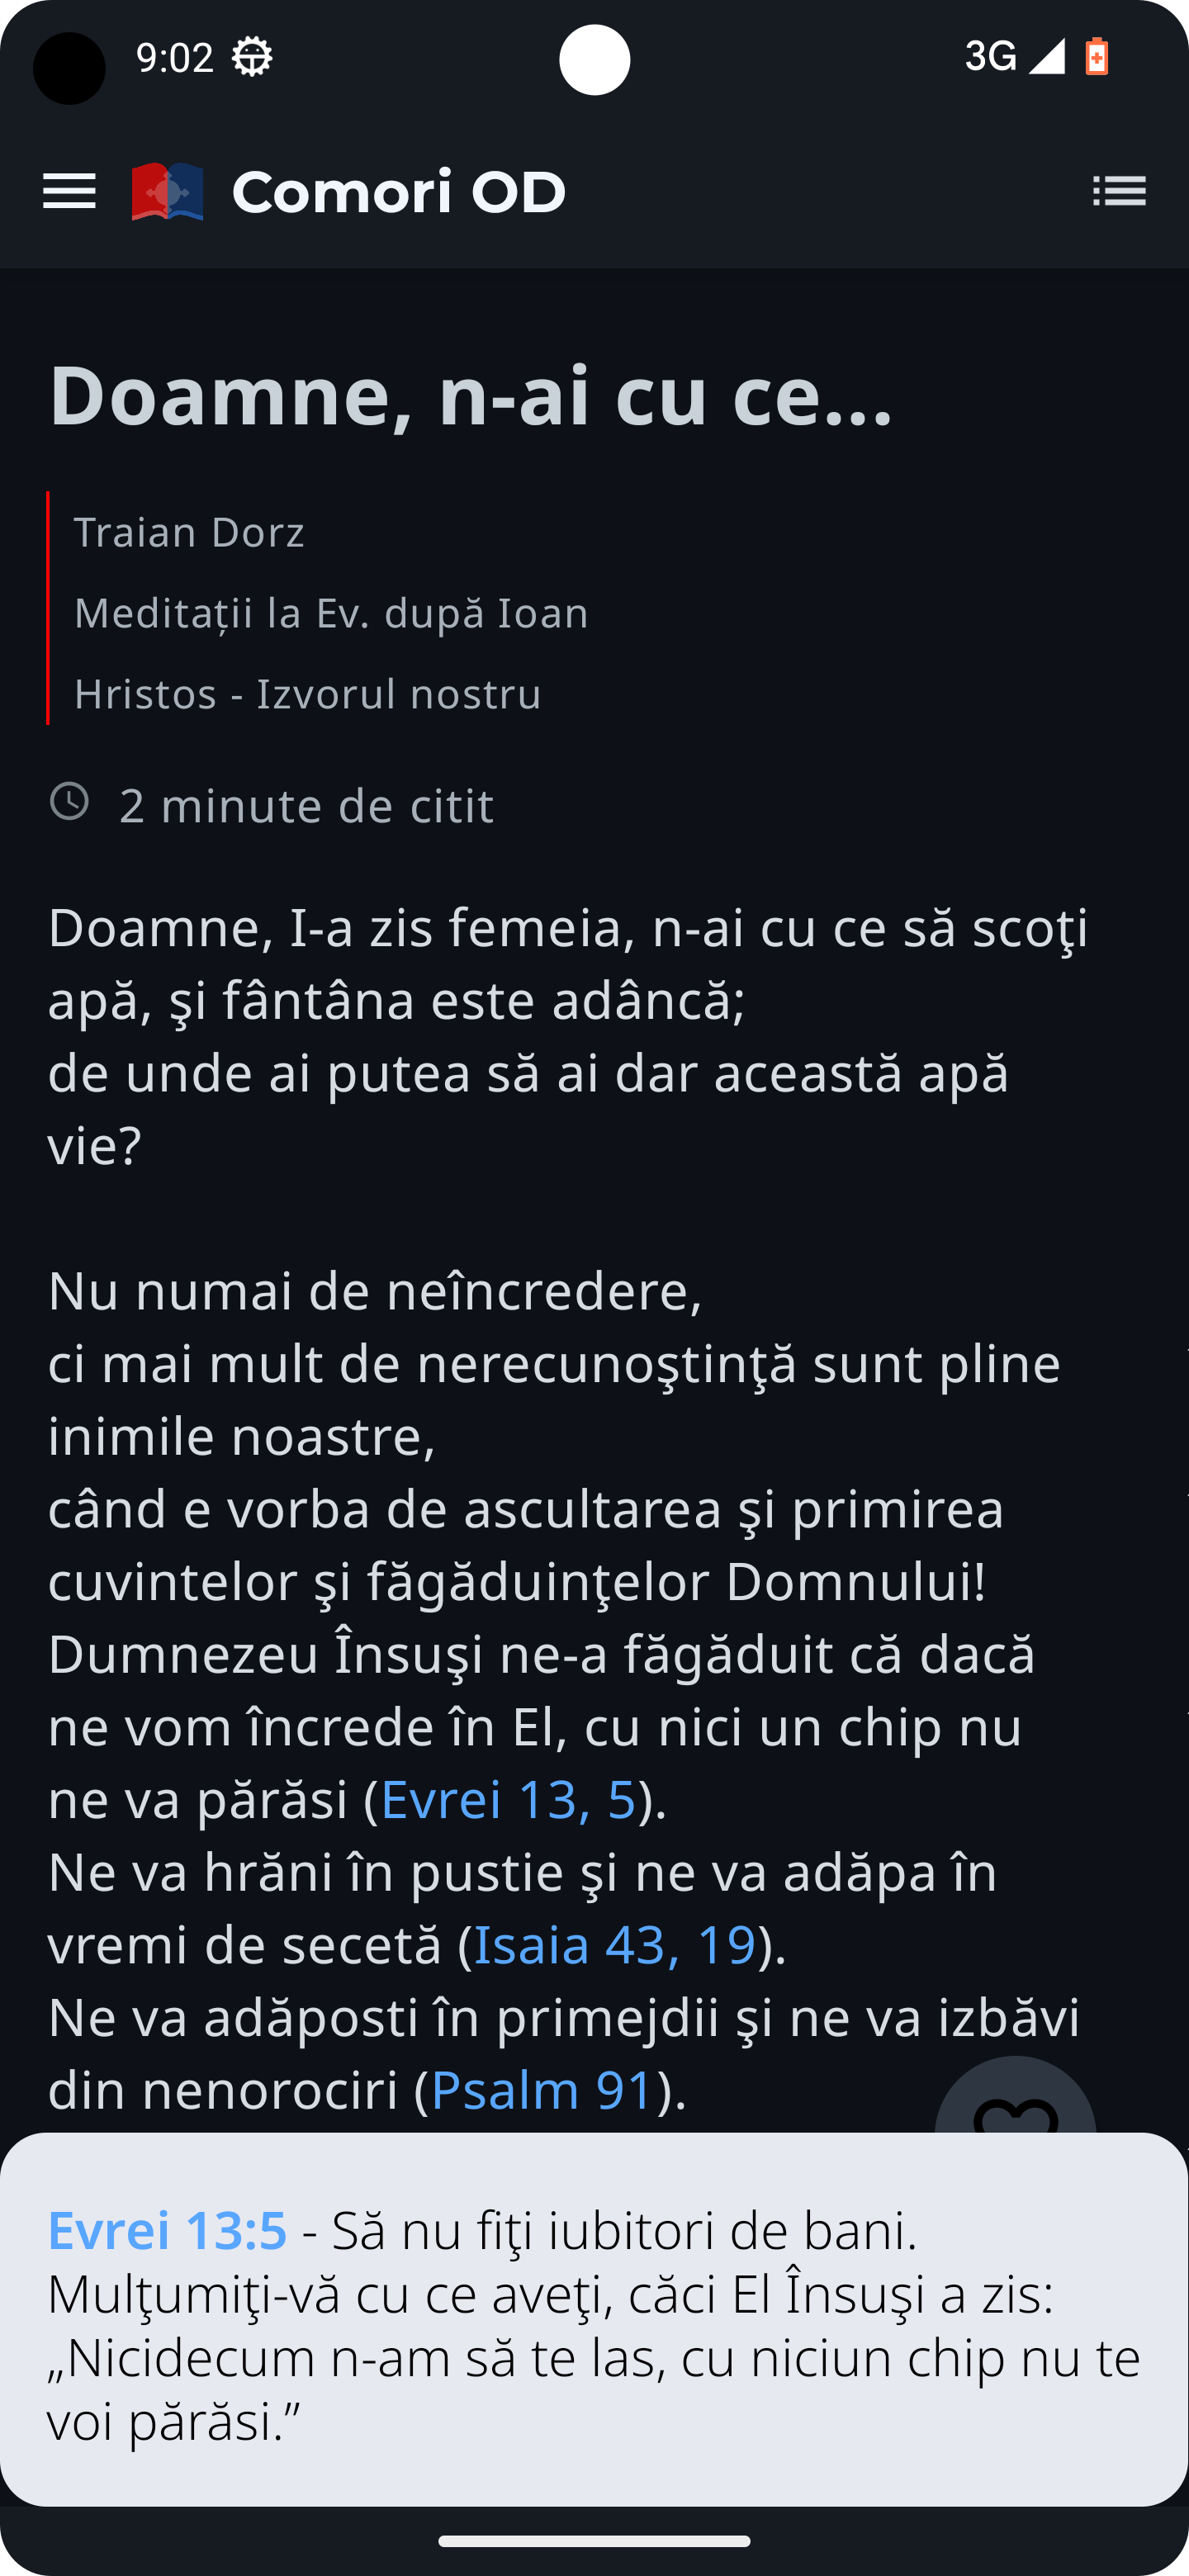 9:02
3G
Comori OD
Doamne, n-ai cu ce...
Traian Dorz
Meditații la Ev. după Ioan
Hristos - Izvorul nostru
2 minute de citit
Doamne, I-a zis femeia, n-ai cu ce să scoţi
apă, şi fântâna este adâncă;
de unde ai putea să ai dar această apă
vie?
Nu numai de neîncredere,
ci mai mult de nerecunoştinţă sunt pline
inimile noastre,
când e vorba de ascultarea şi primirea
cuvintelor şi făgăduinţelor Domnului!
Dumnezeu Însuşi ne-a făgăduit că dacă
ne vom încrede în El, cu nici un chip nu
ne va părăsi (Evrei 13, 5).
Ne va hrăni în pustie şi ne va adăpa în
vremi de secetă (Isaia 43, 19).
Ne va adăposti în primejdii şi ne va izbăvi
din nenorociri (Psalm 91).
Evrei 13:5 - Să nu fiţi iubitori de bani.
Mulţumiţi-vă cu ce aveţi, căci El Însuşi a zis:
„Nicidecum n-am să te las, cu niciun chip nu te
voi părăsi.”